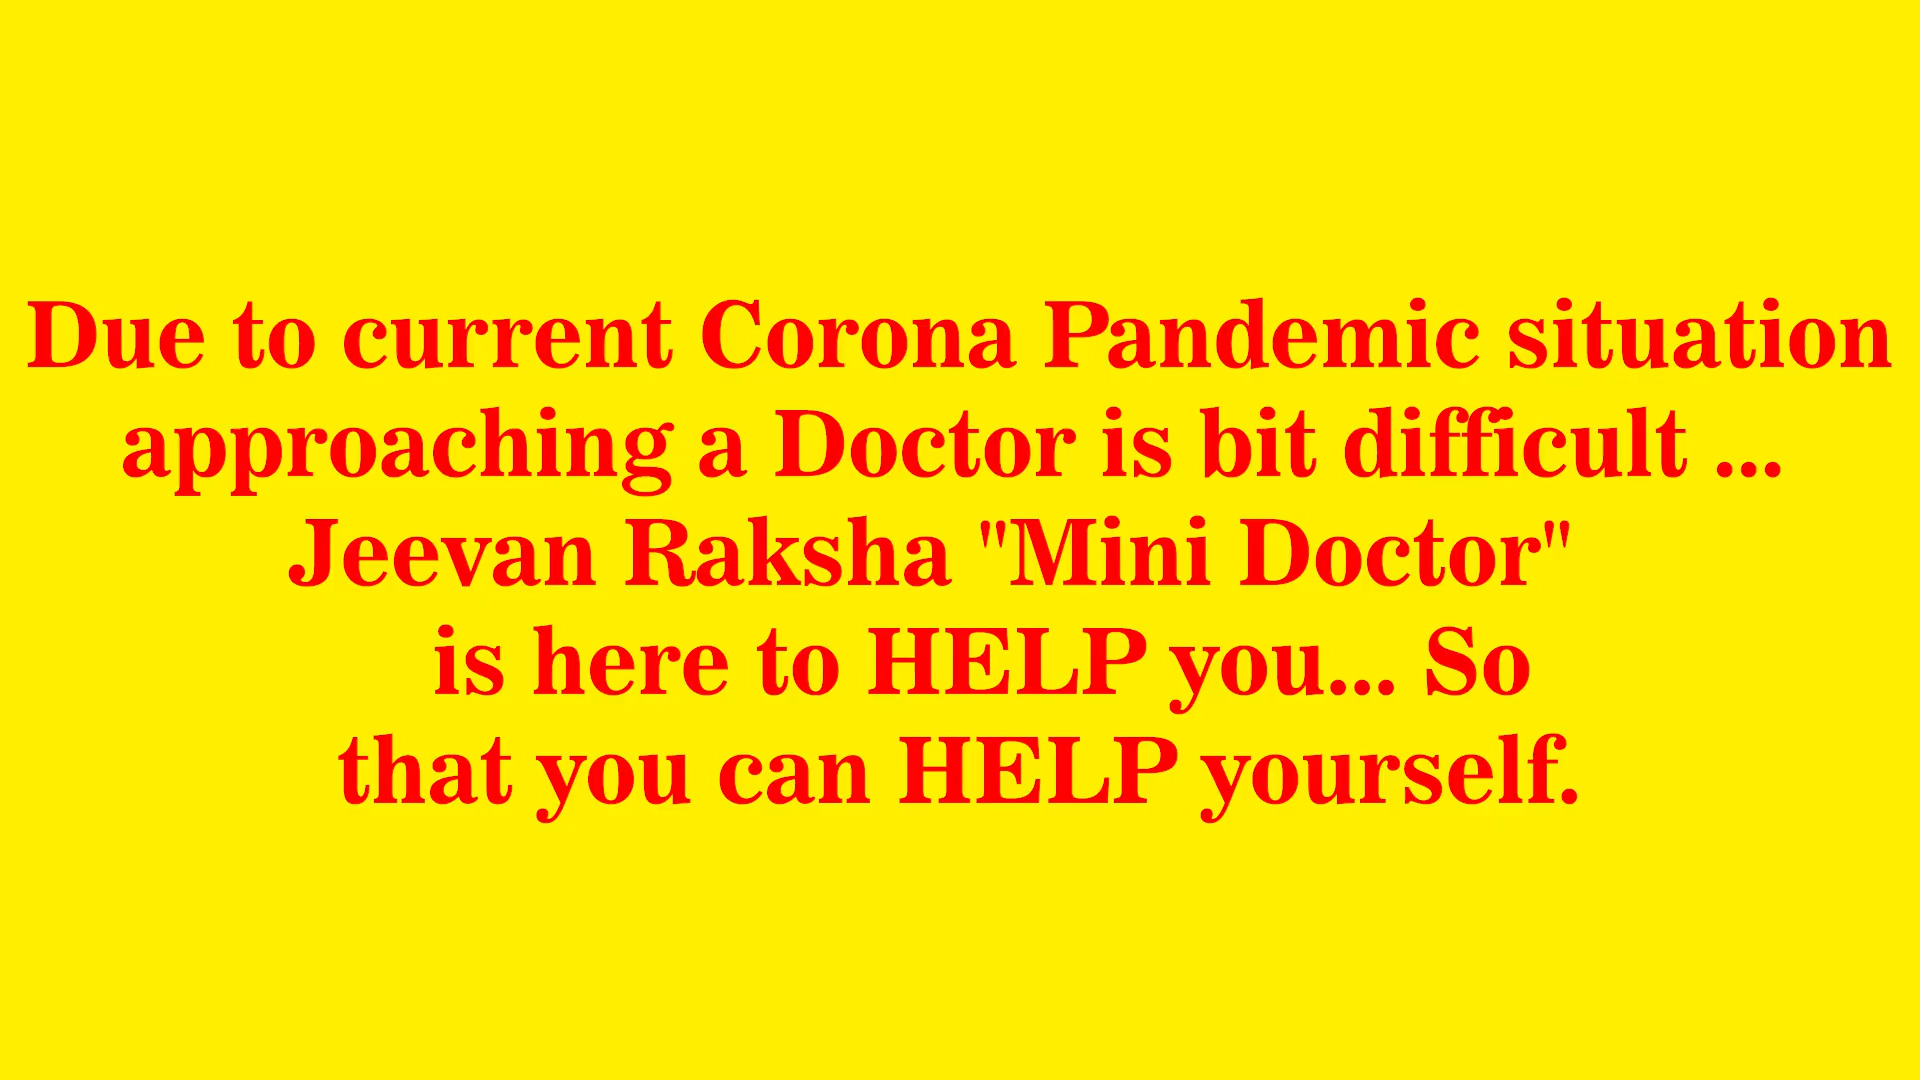 Due to current Corona Pandemic situation
approaching a Doctor is bit difficult ...
Jeevan Raksha "Mini Doctor"
is here to HELP you... So
that you can HELP yourself.